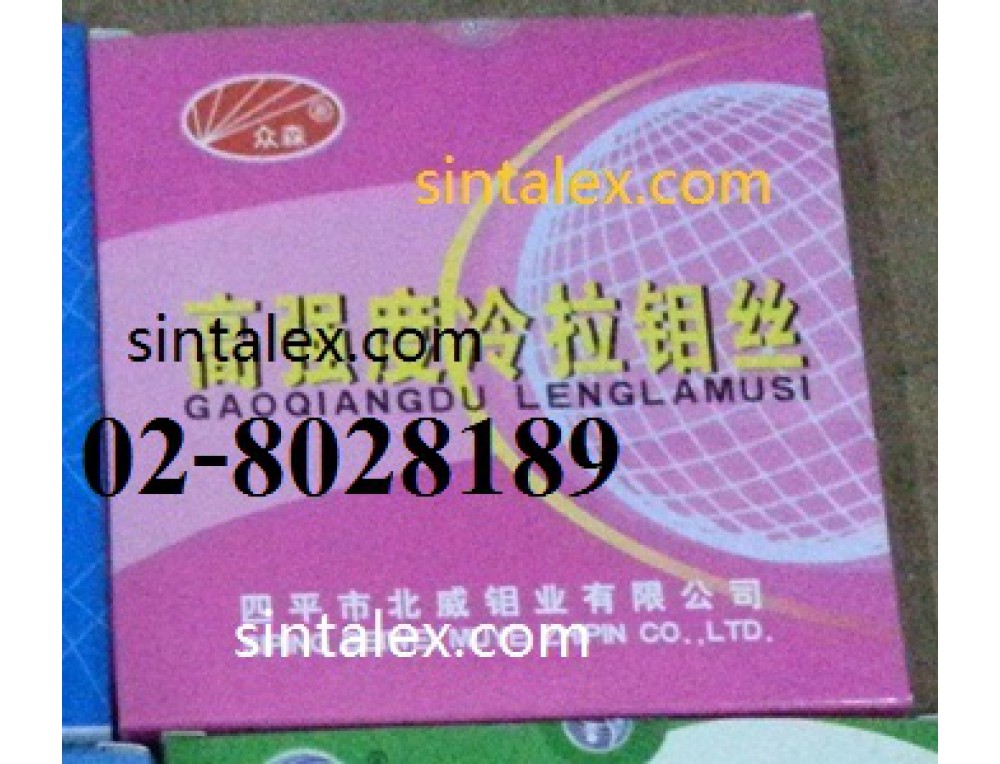 众森
®
sintalex.com
高强度冷拉钼丝
sintalex.com
GAOQIANGDU LENGLAMUSI
02-8028189
四平市北威钼业有限公司
sintalex.com
CO.,LTD.